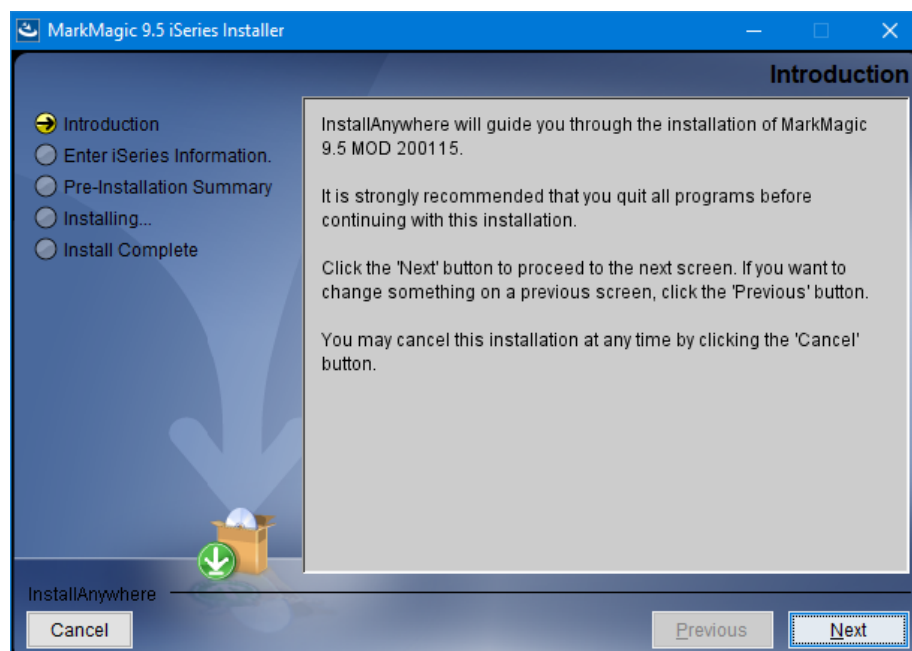 MarkMagic 9.5 iSeries Installer
Introduction
Introduction
Enter iSeries Information.
Pre-Installation Summary
Installing...
Install Complete
InstallAnywhere will guide you through the installation of MarkMagic
9.5 MOD 200115.
It is strongly recommended that you quit all programs before
continuing with this installation.
Click the 'Next' button to proceed to the next screen. If you want to
change something on a previous screen, click the 'Previous' button.
You may cancel this installation at any time by clicking the 'Cancel'
button.
InstallAnywhere
Cancel
Previous
Next